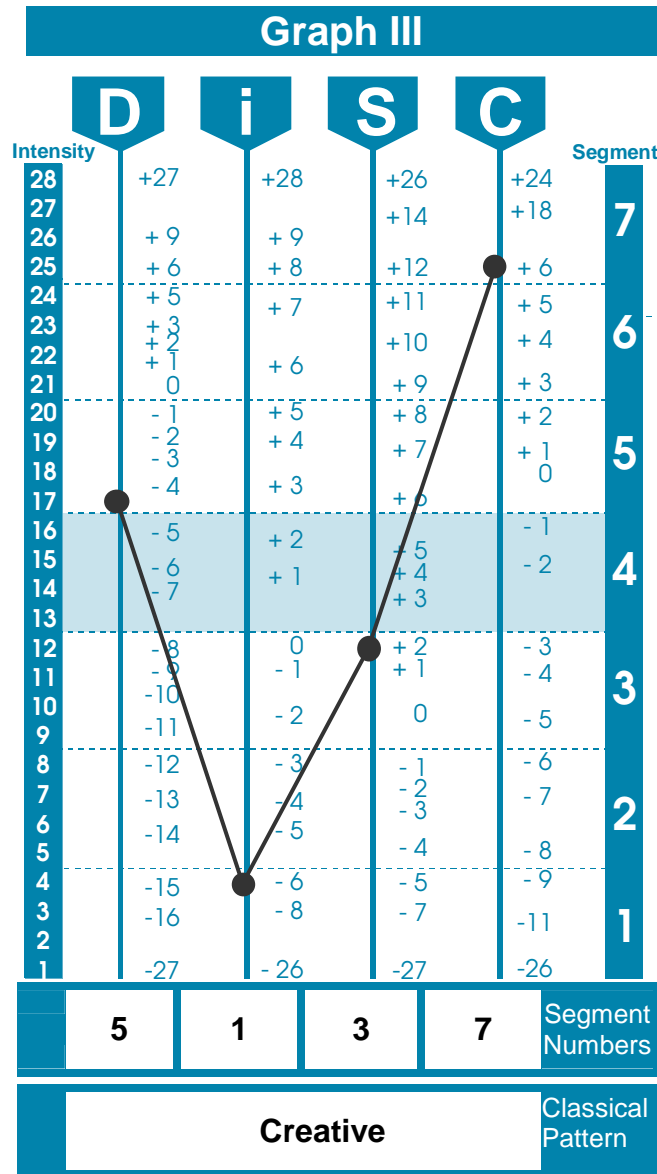 Graph III
D i S C
Intensity Segment
28 +27 +28 +26 +24
27 +14 +18 7
26 + 9 + 9
25 + 6 + 8 +12 + 6
24 + 5 + 7 +11 + 5
23 + 3 6
+ 2 +10 + 4
22 + 1 + 6
21 0 + 9 + 3
20 - 1 + 5 + 8 + 2
19 - 2 + 4 + 7 + 1 5
18 - 3 0
17 - 4 + 3 + 6
16 - 5 + 2 - 1
15 - 6 + 1 + 5 - 2 4
14 - 7 + 4
13 + 3
12 - 8 0 + 2 - 3
11 - 9 - 1 + 1 - 4 3
10 -10 - 2 0 - 5
9 -11
8 -12 - 3 - 1 - 6
7 -13 - 4 - 2 - 7 2
6 -14 - 5 - 3
5 - 4 - 8
4 -15 - 6 - 5 - 9
3 -16 - 8 - 7 -11 1
2
1 -27 - 26 -27 -26
5 1 3 7 Segment
Numbers
Creative Classical
Pattern